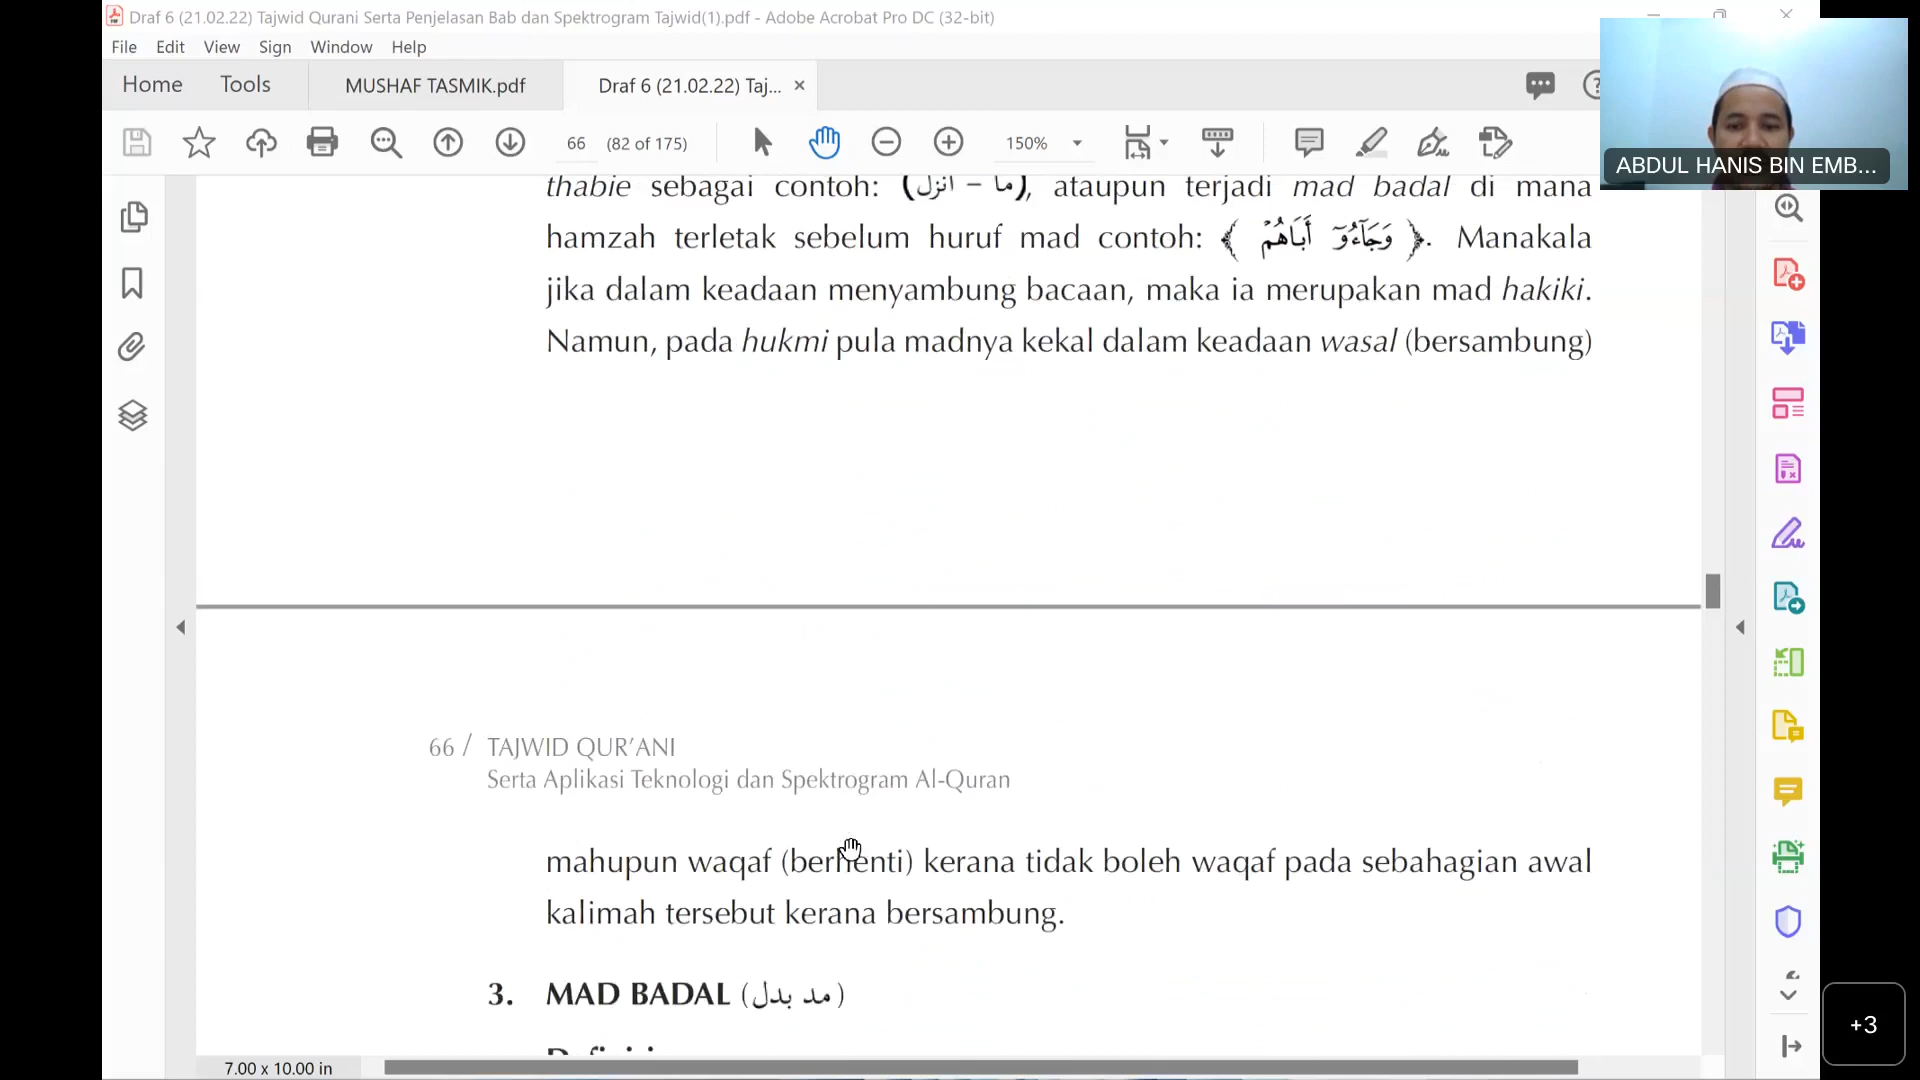 Draf 6 (21.02.22) Tajwid Qurani Serta Penjelasan Bab dan Spektrogram Tajwid(1).pdf - Adobe Acrobat Pro DC (32-bit)
File Edit View Sign Window Help
Home Tools MUSHAF TASMIK.pdf Draf 6 (21.02.22) Taj... ×
66 (82 of 175) 150%
ABDUL HANIS BIN EMB...
thabie sebagai contoh: (ما – انزل), ataupun terjadi mad badal di mana
hamzah terletak sebelum huruf mad contoh: ﴿ وَجَآءُوٓ أَبَاهُمْ ﴾. Manakala
jika dalam keadaan menyambung bacaan, maka ia merupakan mad hakiki.
Namun, pada hukmi pula madnya kekal dalam keadaan wasal (bersambung)
66 / TAJWID QUR’ANI
Serta Aplikasi Teknologi dan Spektrogram Al-Quran
mahupun waqaf (berhenti) kerana tidak boleh waqaf pada sebahagian awal
kalimah tersebut kerana bersambung.
3. MAD BADAL (مد بدل)
7.00 x 10.00 in
+3